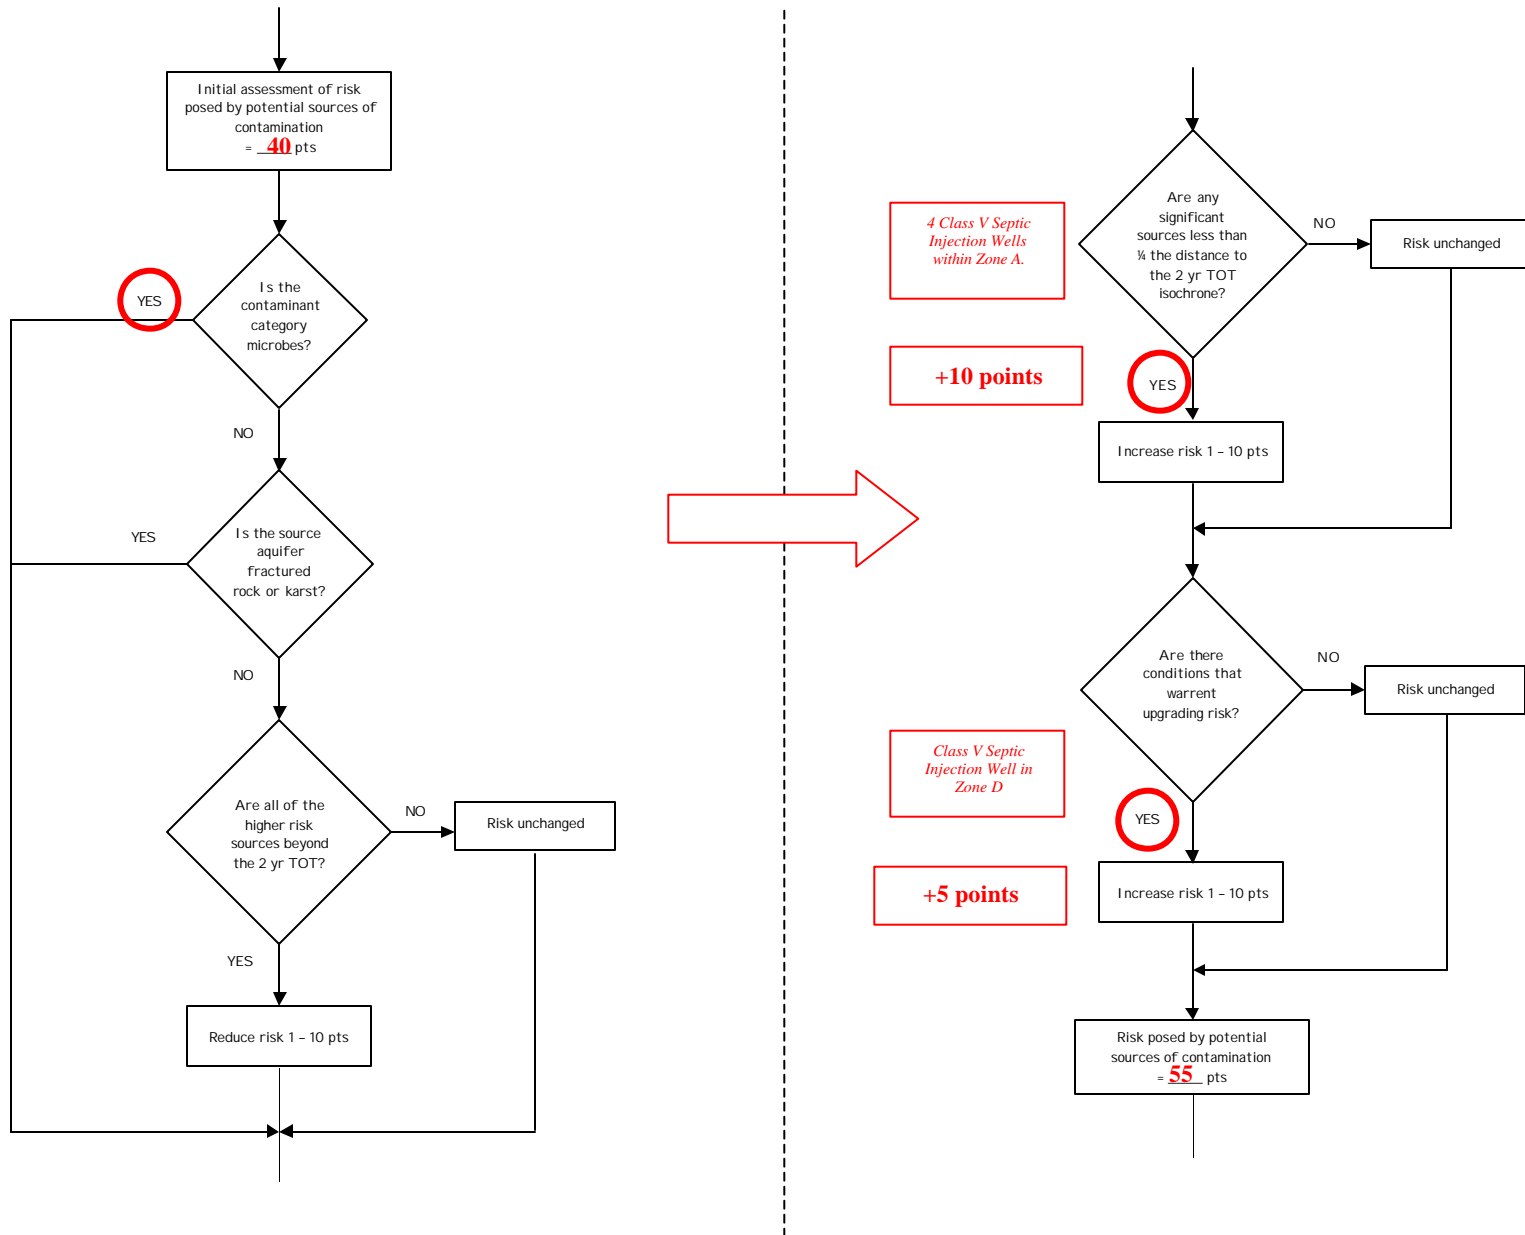 Initial assessment of risk
posed by potential sources of
contamination
= 40 pts
Is the
contaminant
category
microbes?
YES
NO
Is the source
aquifer
fractured
rock or karst?
YES
NO
Are all of the
higher risk
sources beyond
the 2 yr TOT?
NO
Risk unchanged
YES
Reduce risk 1 – 10 pts
Are any
significant
sources less than
¼ the distance to
the 2 yr TOT
isochrone?
NO
Risk unchanged
4 Class V Septic
Injection Wells
within Zone A.
+10 points
YES
Increase risk 1 – 10 pts
Are there
conditions that
warrent
upgrading risk?
NO
Risk unchanged
Class V Septic
Injection Well in
Zone D
YES
+5 points
Increase risk 1 – 10 pts
Risk posed by potential
sources of contamination
= 55 pts